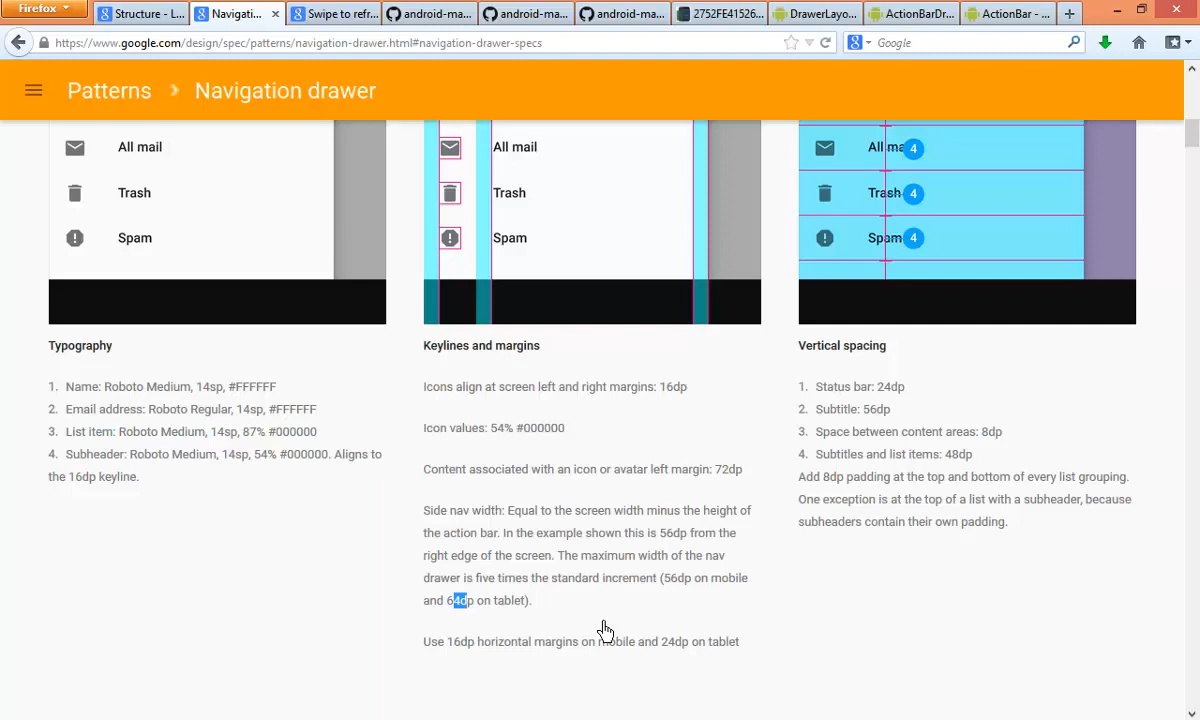 Firefox
Structure - L...
Navigati...
Swipe to refr...
android-ma...
android-ma...
android-ma...
2752FE41526...
DrawerLayo...
ActionBarDr...
ActionBar - ...
https://www.google.com/design/spec/patterns/navigation-drawer.html#navigation-drawer-specs
Google
Patterns > Navigation drawer
All mail
Trash
Spam
All mail
Trash
Spam
All ma 4
Trash 4
Spam 4
Typography
1. Name: Roboto Medium, 14sp, #FFFFFF
2. Email address: Roboto Regular, 14sp, #FFFFFF
3. List item: Roboto Medium, 14sp, 87% #000000
4. Subheader: Roboto Medium, 14sp, 54% #000000. Aligns to
the 16dp keyline.
Keylines and margins
Icons align at screen left and right margins: 16dp
Icon values: 54% #000000
Content associated with an icon or avatar left margin: 72dp
Side nav width: Equal to the screen width minus the height of
the action bar. In the example shown this is 56dp from the
right edge of the screen. The maximum width of the nav
drawer is five times the standard increment (56dp on mobile
and 64dp on tablet).
Use 16dp horizontal margins on mobile and 24dp on tablet
Vertical spacing
1. Status bar: 24dp
2. Subtitle: 56dp
3. Space between content areas: 8dp
4. Subtitles and list items: 48dp
Add 8dp padding at the top and bottom of every list grouping.
One exception is at the top of a list with a subheader, because
subheaders contain their own padding.